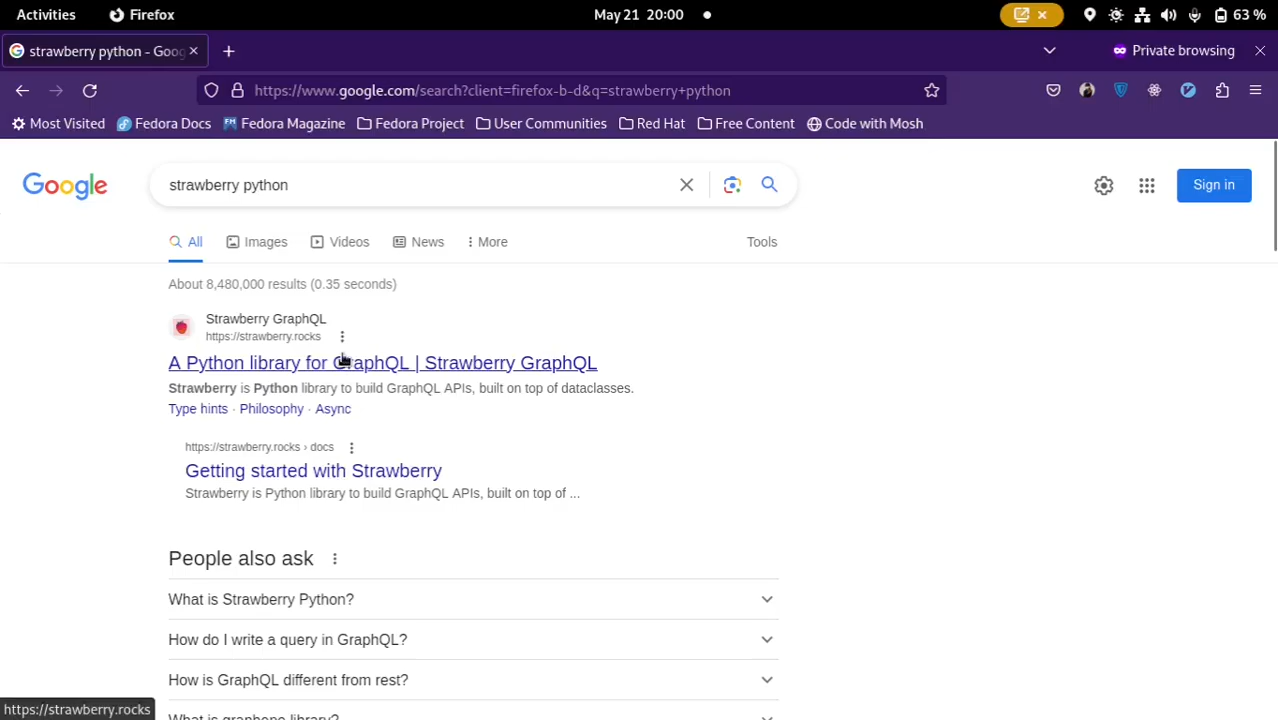 Activities Firefox May 21 20:00 63 %
strawberry python - Goog Private browsing
https://www.google.com/search?client=firefox-b-d&q=strawberry+python
Most Visited Fedora Docs Fedora Magazine Fedora Project User Communities Red Hat Free Content Code with Mosh
Google strawberry python Sign in
All Images Videos News More Tools
About 8,480,000 results (0.35 seconds)
Strawberry GraphQL
https://strawberry.rocks
A Python library for GraphQL | Strawberry GraphQL
Strawberry is Python library to build GraphQL APIs, built on top of dataclasses.
Type hints · Philosophy · Async
https://strawberry.rocks › docs
Getting started with Strawberry
Strawberry is Python library to build GraphQL APIs, built on top of ...
People also ask
What is Strawberry Python?
How do I write a query in GraphQL?
How is GraphQL different from rest?
What is graphene library?
https://strawberry.rocks